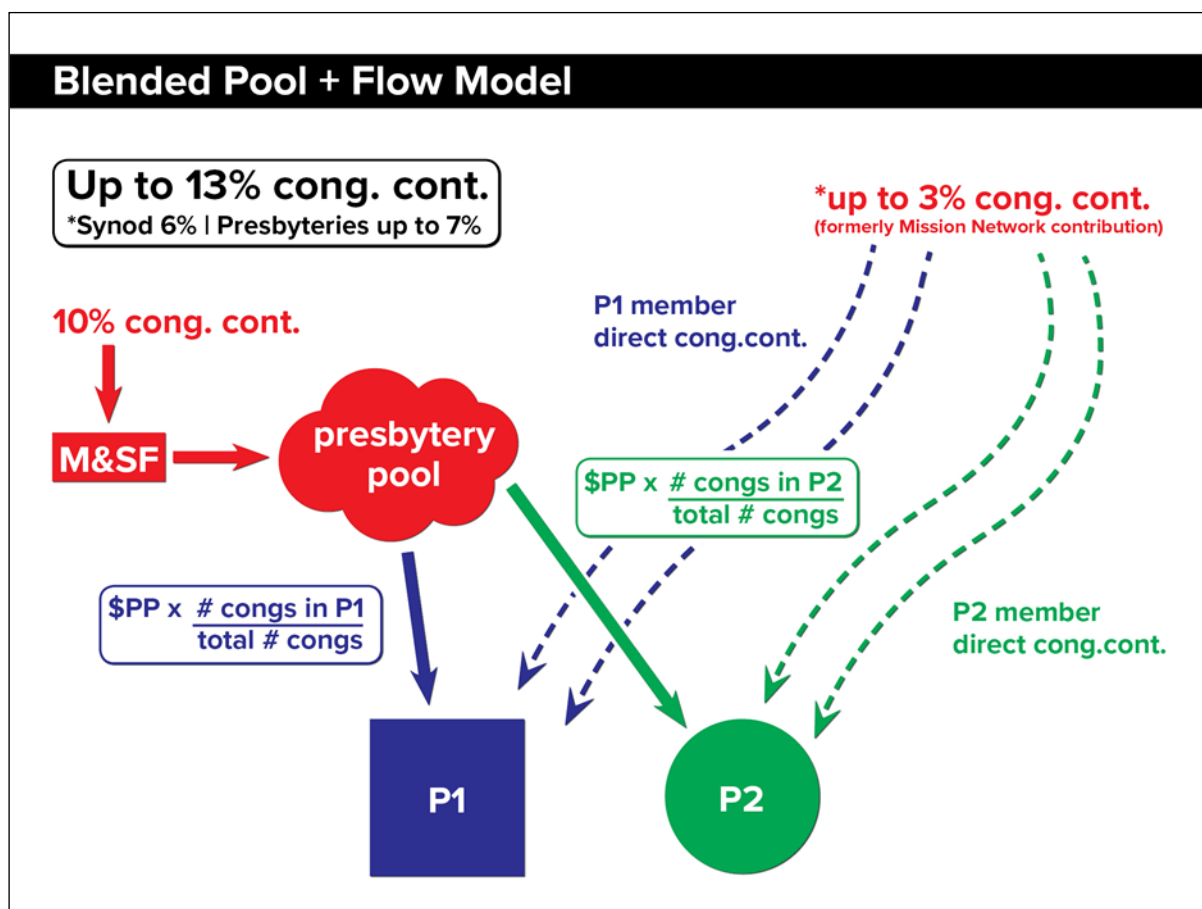 Blended Pool + Flow Model
Up to 13% cong. cont.
*Synod 6% | Presbyteries up to 7%
*up to 3% cong. cont.
(formerly Mission Network contribution)
10% cong. cont.
P1 member
direct cong.cont.
M&SF
presbytery
pool
$PP x # congs in P2
total # congs
$PP x # congs in P1
total # congs
P2 member
direct cong.cont.
P1
P2